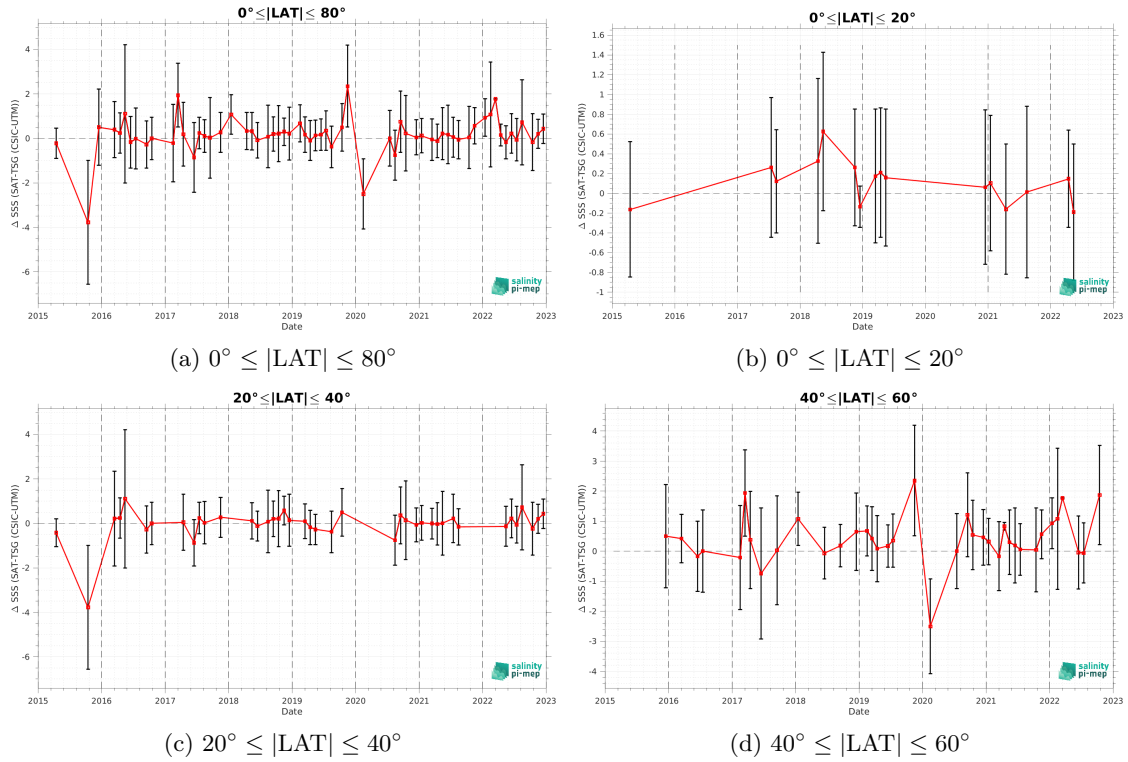 0°≤|LAT|≤ 80°
Δ SSS (SAT-TSG (CSIC-UTM))
4
2
0
-2
-4
-6
2015 2016 2017 2018 2019 2020 2021 2022 2023
Date
salinity
pi-mep
(a) 0° ≤ |LAT| ≤ 80°
0°≤|LAT|≤ 20°
Δ SSS (SAT-TSG (CSIC-UTM))
1.6
1.4
1.2
1
0.8
0.6
0.4
0.2
0
-0.2
-0.4
-0.6
-0.8
-1
2015 2016 2017 2018 2019 2020 2021 2022 2023
Date
salinity
pi-mep
(b) 0° ≤ |LAT| ≤ 20°
20°≤|LAT|≤ 40°
Δ SSS (SAT-TSG (CSIC-UTM))
4
2
0
-2
-4
-6
2015 2016 2017 2018 2019 2020 2021 2022 2023
Date
salinity
pi-mep
(c) 20° ≤ |LAT| ≤ 40°
40°≤|LAT|≤ 60°
Δ SSS (SAT-TSG (CSIC-UTM))
4
3
2
1
0
-1
-2
-3
-4
2015 2016 2017 2018 2019 2020 2021 2022 2023
Date
salinity
pi-mep
(d) 40° ≤ |LAT| ≤ 60°